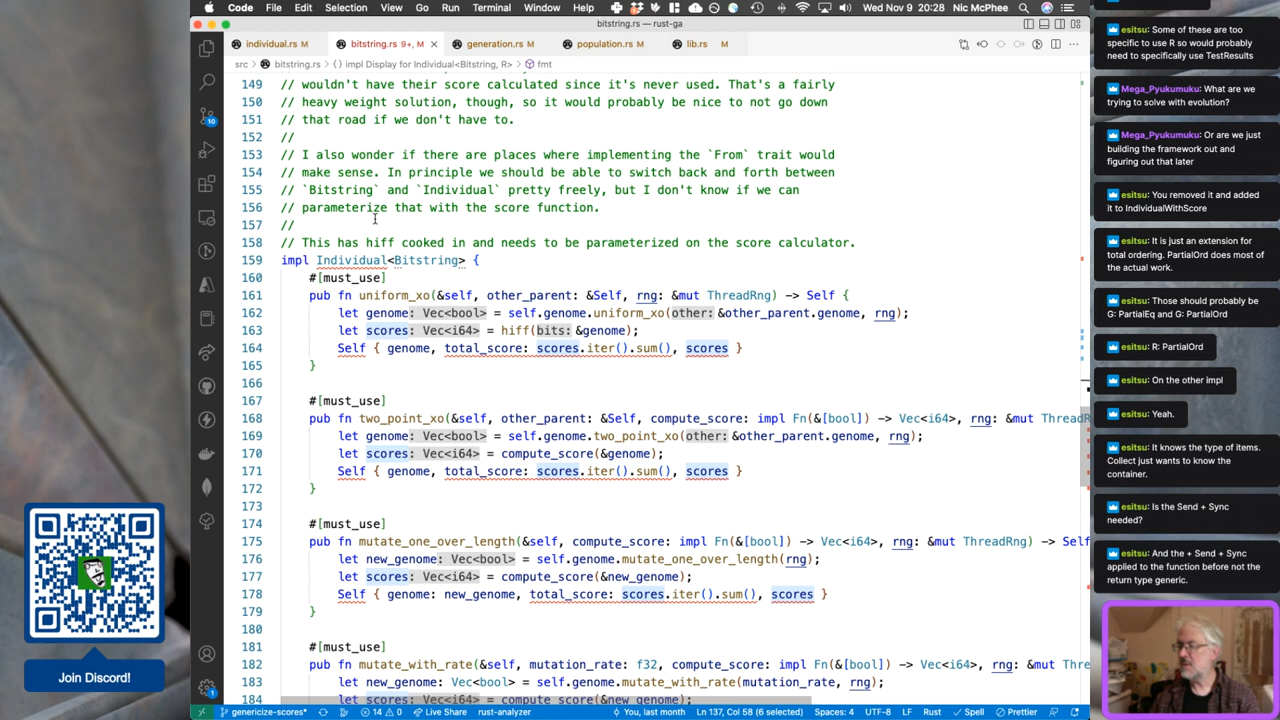 Code File Edit Selection View Go Run Terminal Window Help Wed Nov 9 20:28 Nic McPhee
bitstring.rs — rust-ga
individual.rs M bitstring.rs 9+, M generation.rs M population.rs M lib.rs M
src > bitstring.rs > {} impl Display for Individual<Bitstring, R> > fmt
149 // wouldn't have their score calculated since it's never used. That's a fairly
150 // heavy weight solution, though, so it would probably be nice to not go down
151 // that road if we don't have to.
152 //
153 // I also wonder if there are places where implementing the `From` trait would
154 // make sense. In principle we should be able to switch back and forth between
155 // `Bitstring` and `Individual` pretty freely, but I don't know if we can
156 // parameterize that with the score function.
157 //
158 // This has hiff cooked in and needs to be parameterized on the score calculator.
159 impl Individual<Bitstring> {
160 #[must_use]
161 pub fn uniform_xo(&self, other_parent: &Self, rng: &mut ThreadRng) -> Self {
162 let genome: Vec<bool> = self.genome.uniform_xo(other: &other_parent.genome, rng);
163 let scores: Vec<i64> = hiff(bits: &genome);
164 Self { genome, total_score: scores.iter().sum(), scores }
165 }
166
167 #[must_use]
168 pub fn two_point_xo(&self, other_parent: &Self, compute_score: impl Fn(&[bool]) -> Vec<i64>, rng: &mut ThreadR
169 let genome: Vec<bool> = self.genome.two_point_xo(other: &other_parent.genome, rng);
170 let scores: Vec<i64> = compute_score(&genome);
171 Self { genome, total_score: scores.iter().sum(), scores }
172 }
173
174 #[must_use]
175 pub fn mutate_one_over_length(&self, compute_score: impl Fn(&[bool]) -> Vec<i64>, rng: &mut ThreadRng) -> Self
176 let new_genome: Vec<bool> = self.genome.mutate_one_over_length(rng);
177 let scores: Vec<i64> = compute_score(&new_genome);
178 Self { genome: new_genome, total_score: scores.iter().sum(), scores }
179 }
180
181 #[must_use]
182 pub fn mutate_with_rate(&self, mutation_rate: f32, compute_score: impl Fn(&[bool]) -> Vec<i64>, rng: &mut Thre
183 let new_genome: Vec<bool> = self.genome.mutate_with_rate(mutation_rate, rng);
184 let scores: Vec<i64> = compute_score(&new_genome);
genericize-scores* 14 0 Live Share rust-analyzer You, last month Ln 137, Col 58 (6 selected) Spaces: 4 UTF-8 LF Rust Spell Prettier
10
1
Join Discord!
esitsu: Some of these are too
specific to use R so would probably
need to specifically use TestResults
Mega_Pyukumuku: What are we
trying to solve with evolution?
Mega_Pyukumuku: Or are we just
building the framework out and
figuring out that later
esitsu: You removed it and added
it to IndividualWithScore
esitsu: It is just an extension for
total ordering. PartialOrd does most
of the actual work.
esitsu: Those should probably be
G: PartialEq and G: PartialOrd
esitsu: R: PartialOrd
esitsu: On the other impl
esitsu: Yeah.
esitsu: It knows the type of items.
Collect just wants to know the
container.
esitsu: Is the Send + Sync
needed?
esitsu: And the + Send + Sync
applied to the function before not the
return type generic.